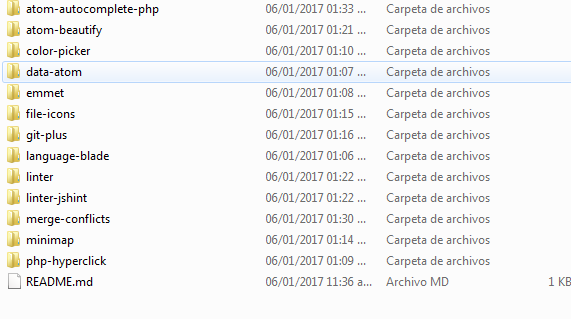 atom-autocomplete-php 06/01/2017 01:33 ... Carpeta de archivos
atom-beautify 06/01/2017 01:21 ... Carpeta de archivos
color-picker 06/01/2017 01:10 ... Carpeta de archivos
data-atom 06/01/2017 01:07 ... Carpeta de archivos
emmet 06/01/2017 01:08 ... Carpeta de archivos
file-icons 06/01/2017 01:15 ... Carpeta de archivos
git-plus 06/01/2017 01:16 ... Carpeta de archivos
language-blade 06/01/2017 01:06 ... Carpeta de archivos
linter 06/01/2017 01:22 ... Carpeta de archivos
linter-jshint 06/01/2017 01:22 ... Carpeta de archivos
merge-conflicts 06/01/2017 01:30 ... Carpeta de archivos
minimap 06/01/2017 01:14 ... Carpeta de archivos
php-hyperclick 06/01/2017 01:09 ... Carpeta de archivos
README.md 06/01/2017 11:36 a... Archivo MD 1 KB